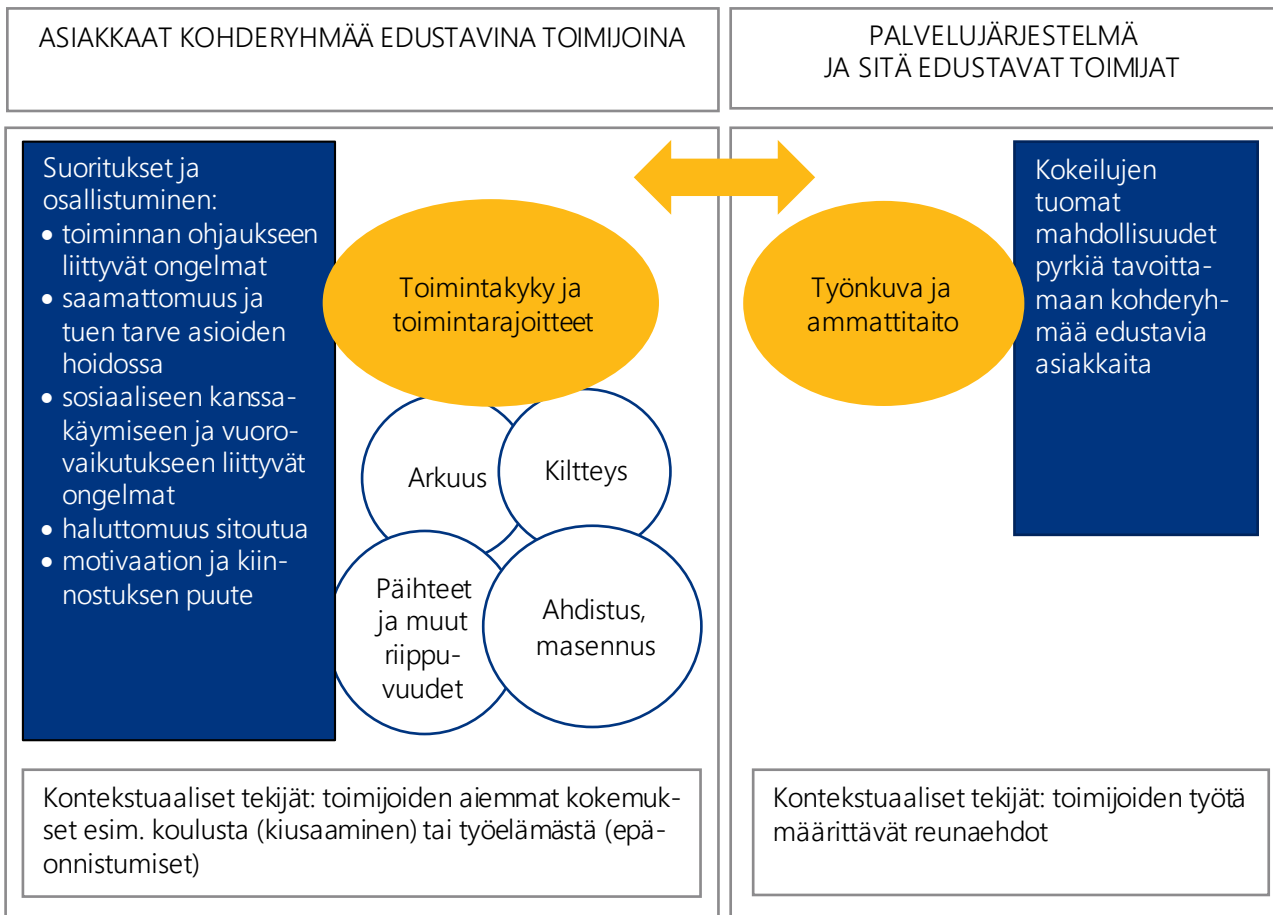 ASIAKKAAT KOHDERYHMÄÄ EDUSTAVINA TOIMIJOINA
PALVELUJÄRJESTELMÄ
JA SITÄ EDUSTAVAT TOIMIJAT
Suoritukset ja
osallistuminen:
• toiminnan ohjaukseen
liittyvät ongelmat
• saamattomuus ja
tuen tarve asioiden
hoidossa
• sosiaaliseen kanssa-
käymiseen ja vuoro-
vaikutukseen liittyvät
ongelmat
• haluttomuus sitoutua
• motivaation ja kiin-
nostuksen puute
Toimintakyky ja
toimintarajoitteet
Arkuus
Kiltteys
Päihteet
ja muut
riippu-
vuudet
Ahdistus,
masennus
Työnkuva ja
ammattitaito
Kokeilujen
tuomat
mahdollisuudet
pyrkiä tavoitta-
maan kohderyh-
mää edustavia
asiakkaita
Kontekstuaaliset tekijät: toimijoiden aiemmat kokemuk-
set esim. koulusta (kiusaaminen) tai työelämästä (epä-
onnistumiset)
Kontekstuaaliset tekijät: toimijoiden työtä
määrittävät reunaehdot